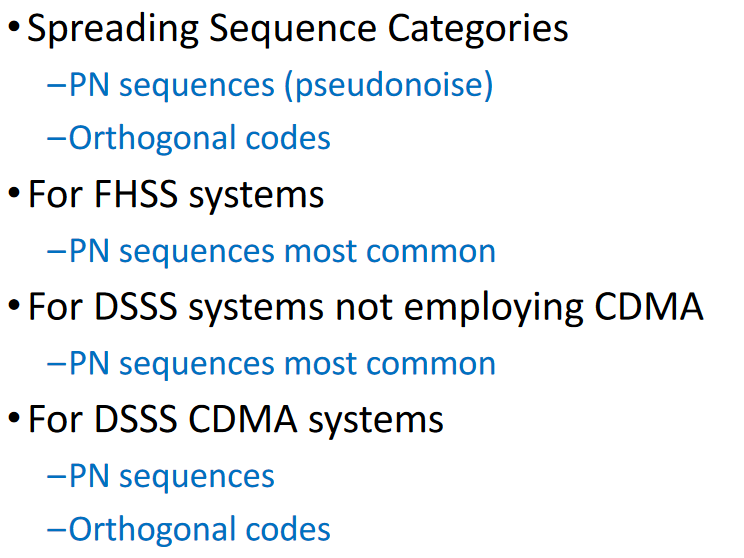 •Spreading Sequence Categories
–PN sequences (pseudonoise)
–Orthogonal codes
•For FHSS systems
–PN sequences most common
•For DSSS systems not employing CDMA
–PN sequences most common
•For DSSS CDMA systems
–PN sequences
–Orthogonal codes